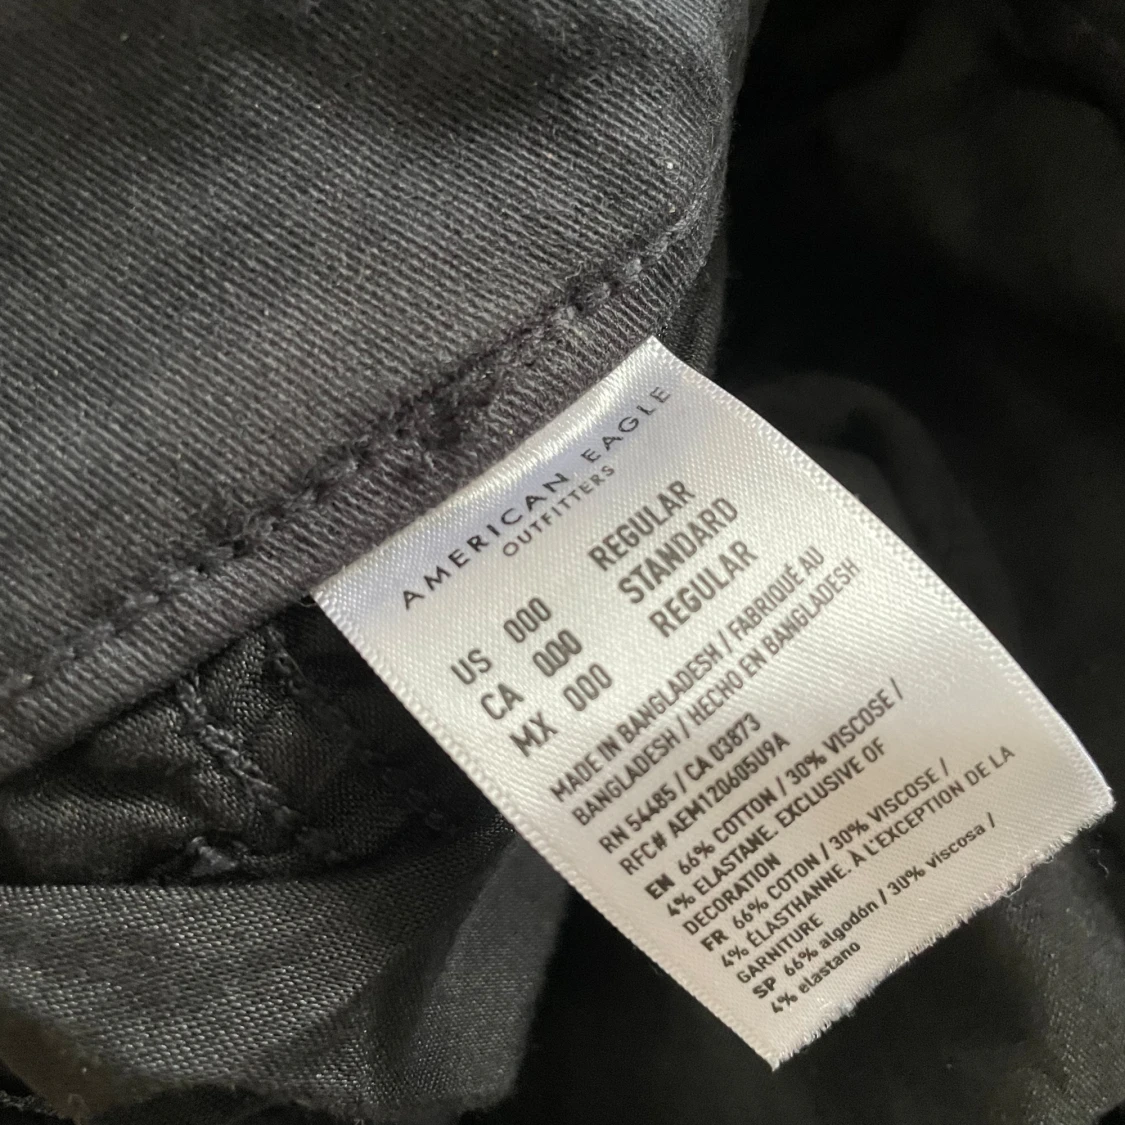 AMERICAN EAGLE
OUTFITTERS
US 000 REGULAR
CA 000 STANDARD
MX 000 REGULAR
MADE IN BANGLADESH / FABRIQUÉ AU
BANGLADESH / HECHO EN BANGLADESH
RN 54485 / CA 03873
RFC# AEM120605U9A
EN 66% COTTON / 30% VISCOSE /
4% ELASTANE. EXCLUSIVE OF
DECORATION
FR 66% COTON / 30% VISCOSE /
4% ÉLASTHANNE. À L'EXCEPTION DE LA
GARNITURE
SP 66% algodón / 30% viscosa /
4% elastano